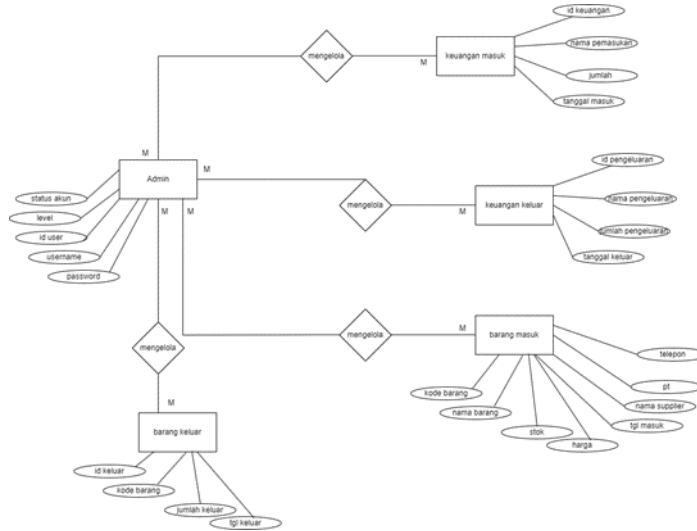 id keuangan
mengelola
keuangan masuk
nama pemasukan
M
jumlah
tanggal masuk
M
id pengeluaran
M
Admin
status akun
nama pengeluaran
mengelola
keuangan keluar
level
M
M
M
id user
jumlah pengeluaran
username
tanggal keluar
password
M
mengelola
barang masuk
mengelola
telepon
pt
kode barang
nama supplier
M
nama barang
tgl masuk
stok
barang keluar
harga
id keluar
kode barang
jumlah keluar
tgl keluar